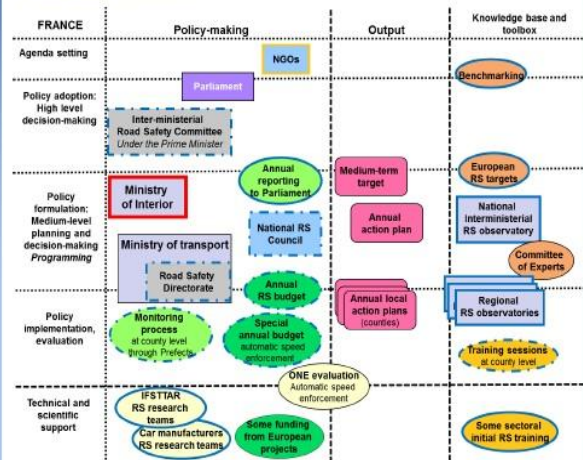 FRANCE
Policy-making
Output
Knowledge base and
toolbox
Agenda setting
NGOs
Benchmarking
Parliament
Policy adoption:
High level
decision-making
Inter-ministerial
Road Safety Committee
Under the Prime Minister
Annual
reporting
to Parliament
Medium-term
target
European
RS targets
Ministry
of Interior
Policy
formulation:
Medium-level
planning and
decision-making
Programming
National RS
Council
Annual
action plan
National
Interministerial
RS observatory
Ministry of transport
Road Safety
Directorate
Committee
of Experts
Annual
RS budget
Annual local
action plans
(counties)
Regional
RS observatories
Policy
implementation,
evaluation
Monitoring
process
at county level
through Prefects
Special
annual budget
automatic speed
enforcement
Training sessions
at county level
ONE evaluation
Automatic speed
enforcement
Technical and
scientific
support
IFSTTAR
RS research
teams
Car manufacturers
RS research teams
Some funding
from European
projects
Some sectoral
initial RS training